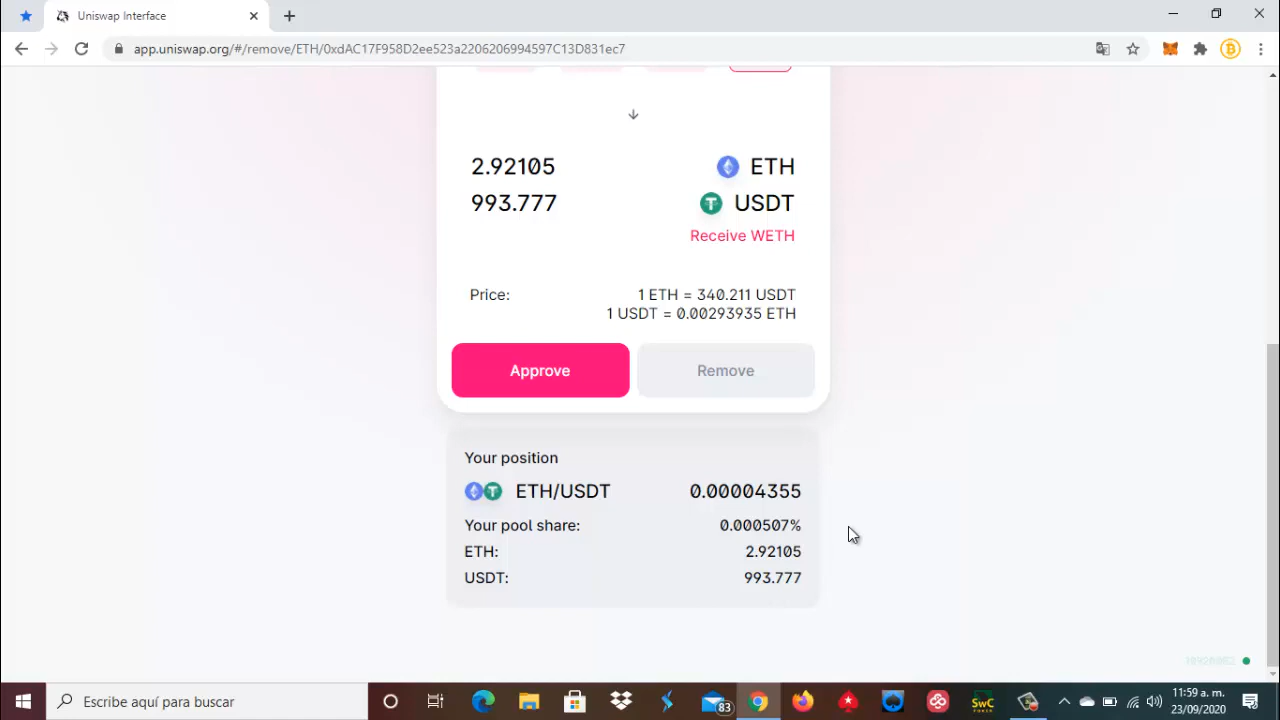 Uniswap Interface
app.uniswap.org/#/remove/ETH/0xdAC17F958D2ee523a2206206994597C13D831ec7
2.92105 ETH
993.777 USDT
Receive WETH
Price: 1 ETH = 340.211 USDT
1 USDT = 0.00293935 ETH
Approve Remove
Your position
ETH/USDT 0.00004355
Your pool share: 0.000507%
ETH: 2.92105
USDT: 993.777
Escribe aquí para buscar
83
SwC
11:59 a. m.
23/09/2020